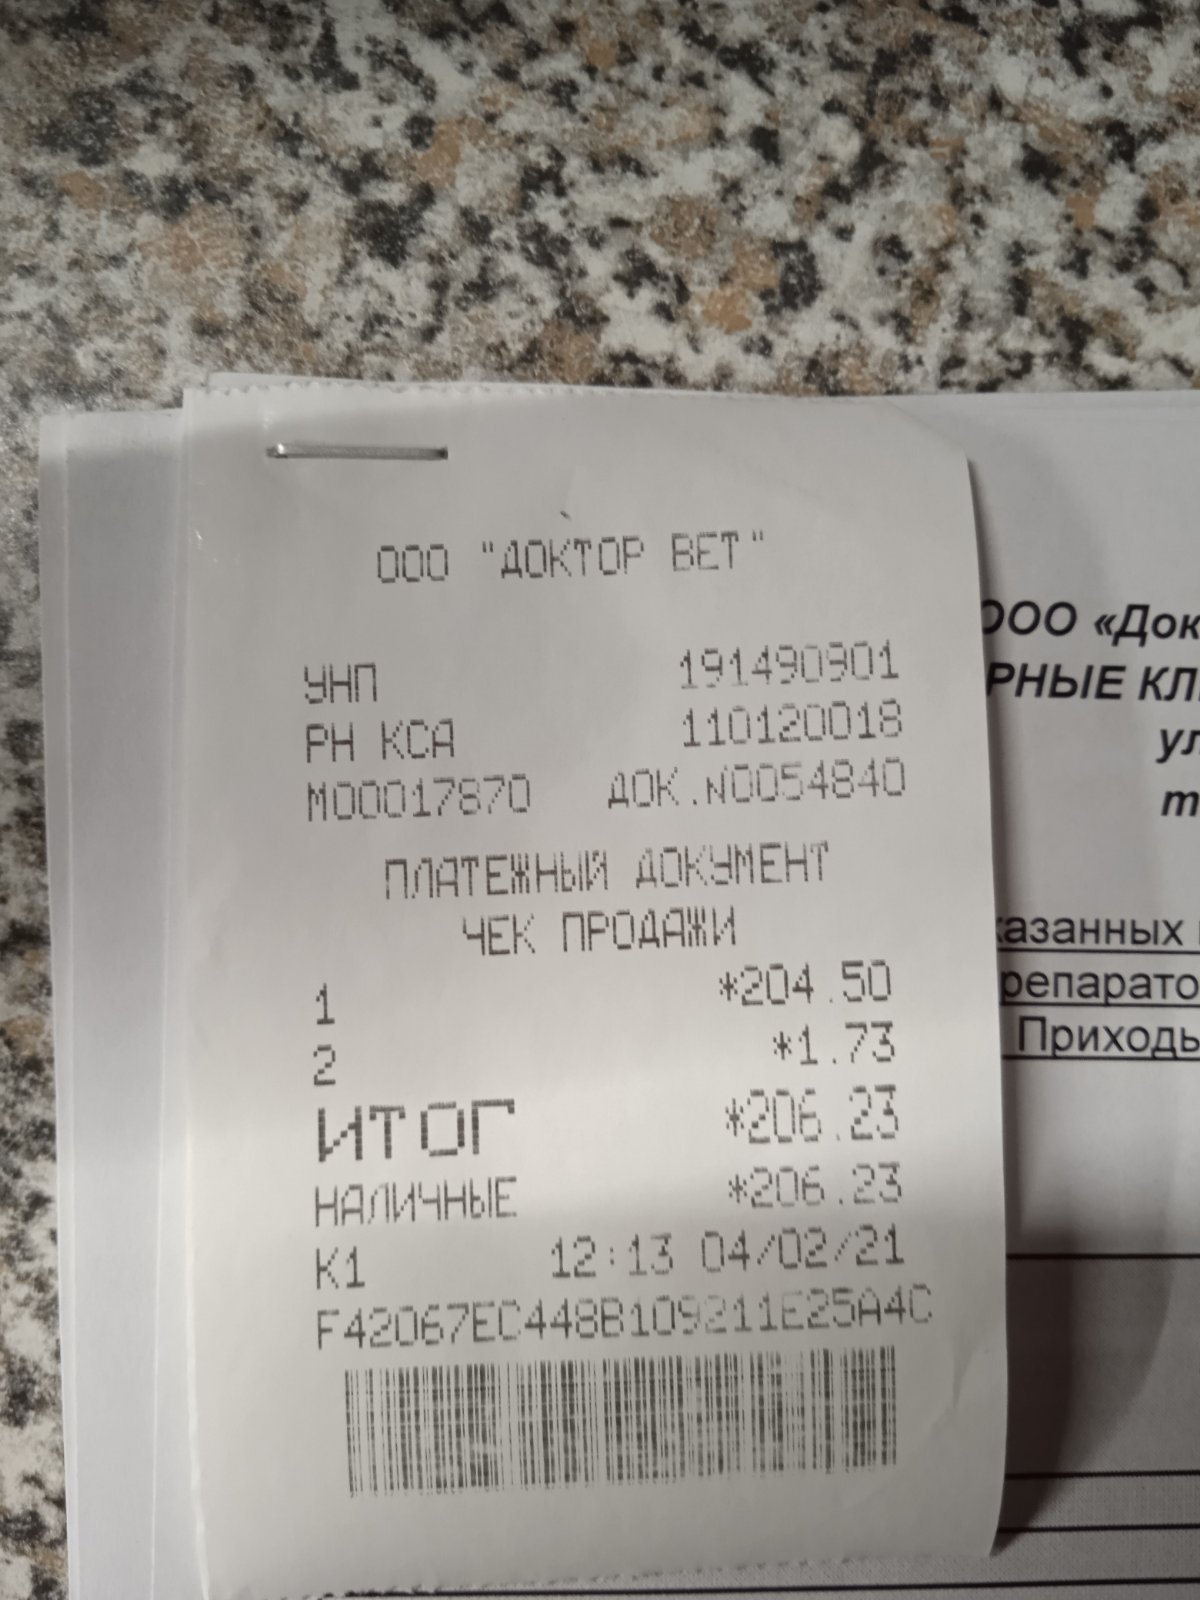 ООО "ДОКТОР ВЕТ"
УНП 191490901
РН КСА 110120018
М00017870 ДОК.N0054840
ПЛАТЕЖНЫЙ ДОКУМЕНТ
ЧЕК ПРОДАЖИ
1 *204.50
2 *1.73
ИТОГ *206.23
НАЛИЧНЫЕ *206.23
К1 12:13 04/02/21
F42067EC448B109211E25A4C
ООО «Док
РНЫЕ КЛ
ул
т
казанных
репарато
Приходь